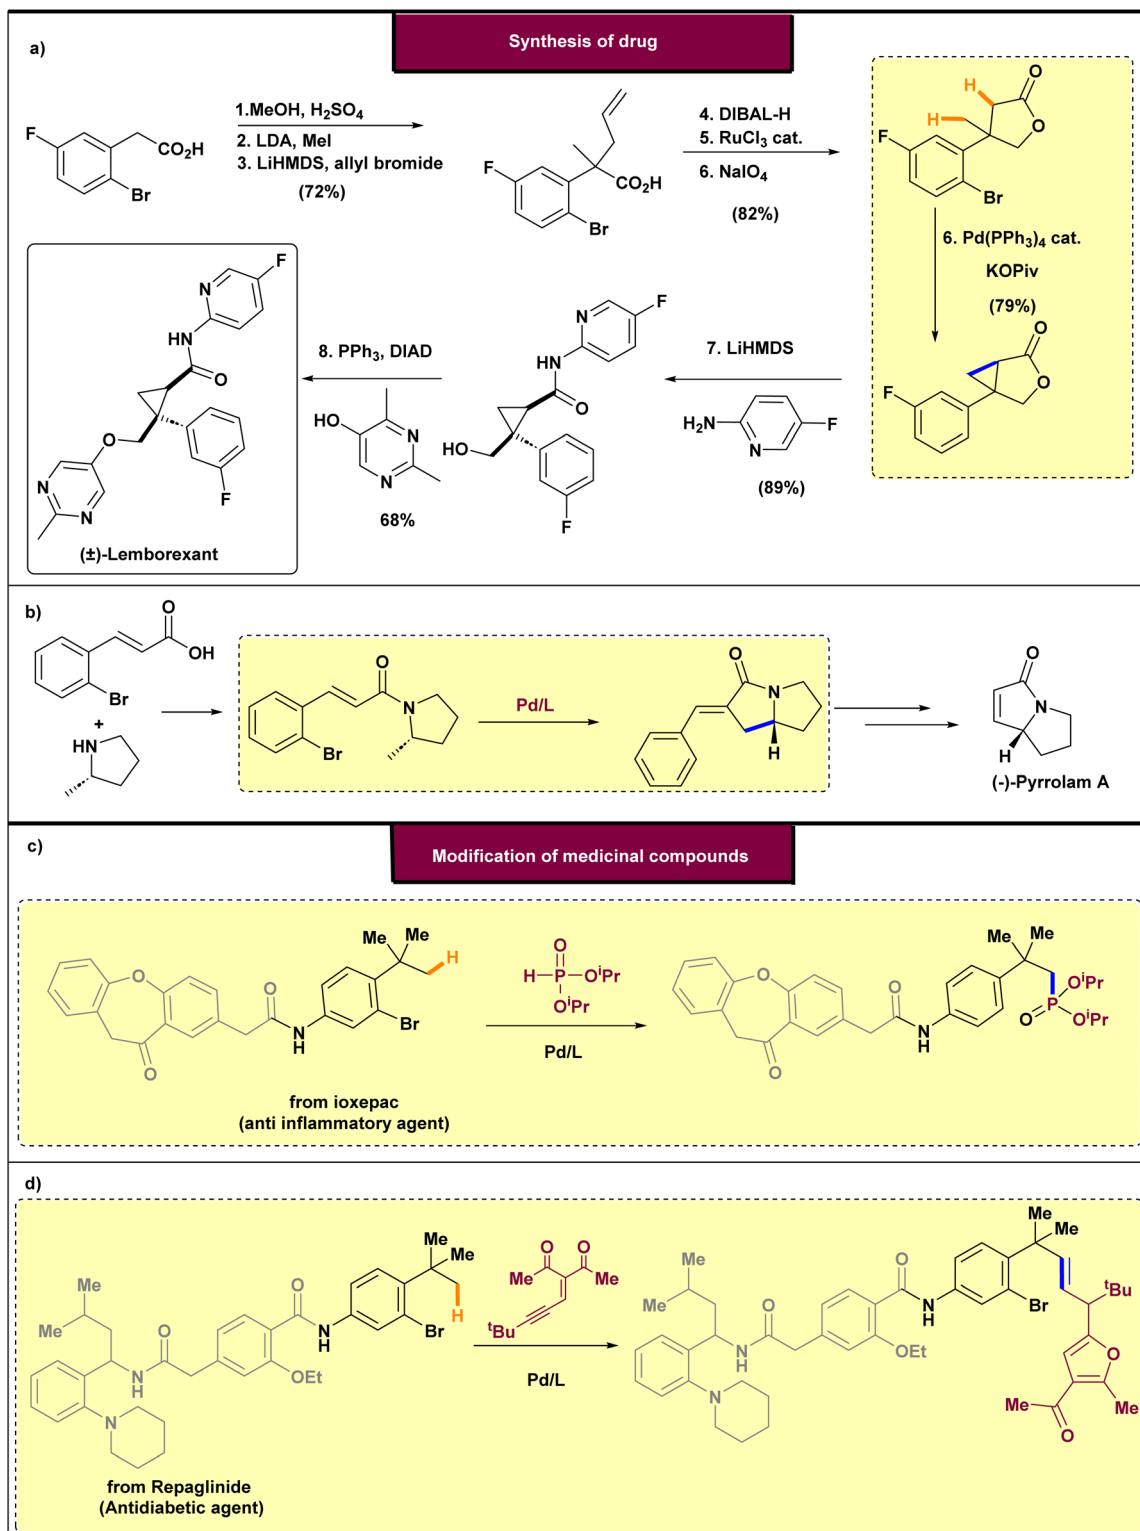 Synthesis of drug
a)
F
CO₂H
Br
1.MeOH, H₂SO₄
2. LDA, MeI
3. LiHMDS, allyl bromide
(72%)
F
CO₂H
Br
4. DIBAL-H
5. RuCl₃ cat.
6. NaIO₄
(82%)
H
H
O
O
F
Br
6. Pd(PPh₃)₄ cat.
KOPiv
(79%)
O
O
F
7. LiHMDS
H₂N
N
F
(89%)
F
N
HN
O
HO
F
8. PPh₃, DIAD
HO
N
N
68%
F
N
HN
O
O
N
N
F
(±)-Lemborexant
b)
O
OH
Br
+
HN
O
N
Br
Pd/L
O
N
H
O
N
H
(-)-Pyrrolam A
c)
Modification of medicinal compounds
O
O
O
N
H
Me
Me
H
Br
O
H
P
OⁱPr
OⁱPr
Pd/L
O
O
O
N
H
Me
Me
OⁱPr
P
O
OⁱPr
from ioxepac
(anti inflammatory agent)
d)
Me
Me
N
H
O
N
O
OEt
N
H
Me
Me
H
Br
O
O
Me
Me
ᵗBu
Pd/L
Me
Me
N
H
O
N
O
OEt
N
H
Me
Me
Br
ᵗBu
O
Me
Me
O
from Repaglinide
(Antidiabetic agent)